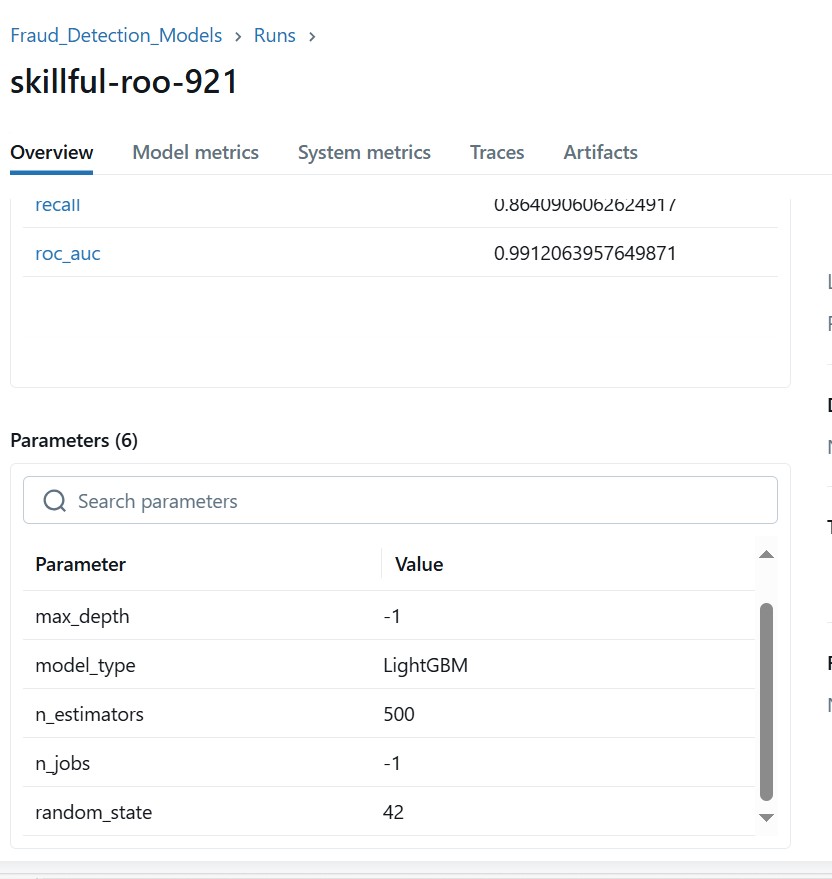 Fraud_Detection_Models > Runs >
skillful-roo-921
Overview Model metrics System metrics Traces Artifacts
recall 0.8640906062624917
roc_auc 0.9912063957649871
Parameters (6)
Search parameters
Parameter Value
max_depth -1
model_type LightGBM
n_estimators 500
n_jobs -1
random_state 42